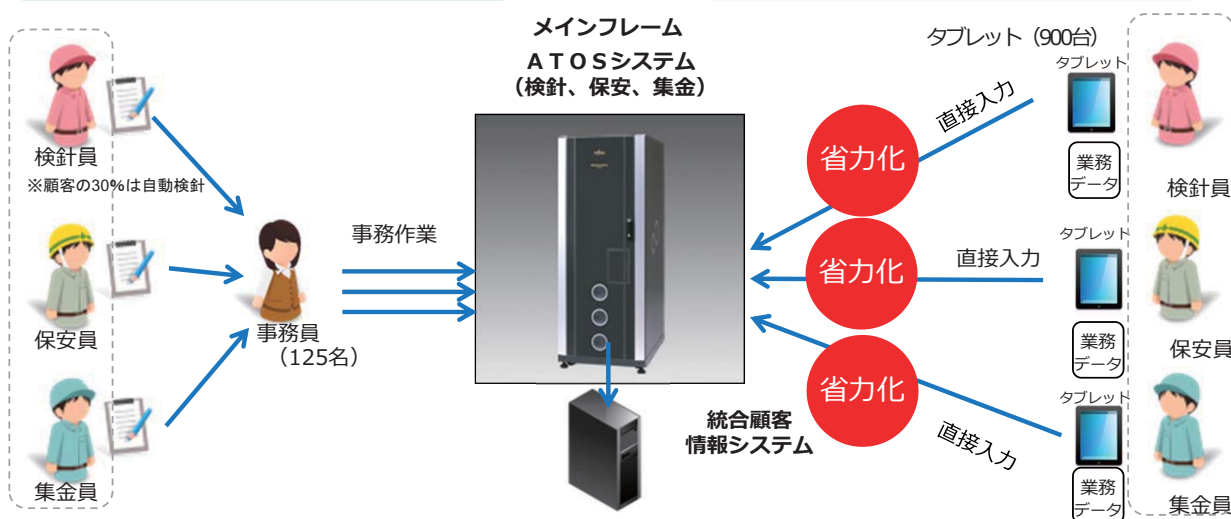 メインフレーム
ＡＴＯＳシステム
（検針、保安、集金）
検針員
※顧客の30%は自動検針
保安員
集金員
事務員
（125名）
事務作業
統合顧客
情報システム
省力化
省力化
省力化
直接入力
直接入力
直接入力
タブレット（900台）
タブレット
業務
データ
検針員
タブレット
業務
データ
保安員
タブレット
業務
データ
集金員